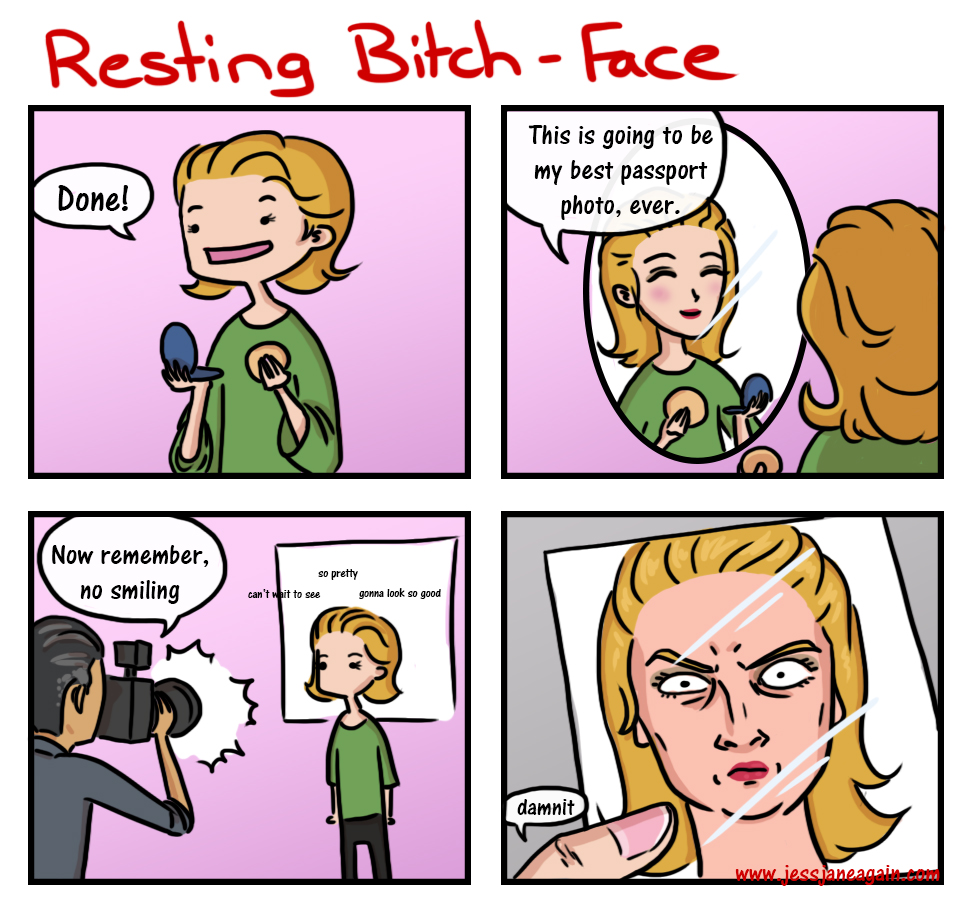 Resting Bitch-Face
Done!
This is going to be
my best passport
photo, ever.
Now remember,
no smiling
so pretty
can't wait to see
gonna look so good
damnit
www.jessjaneagain.com